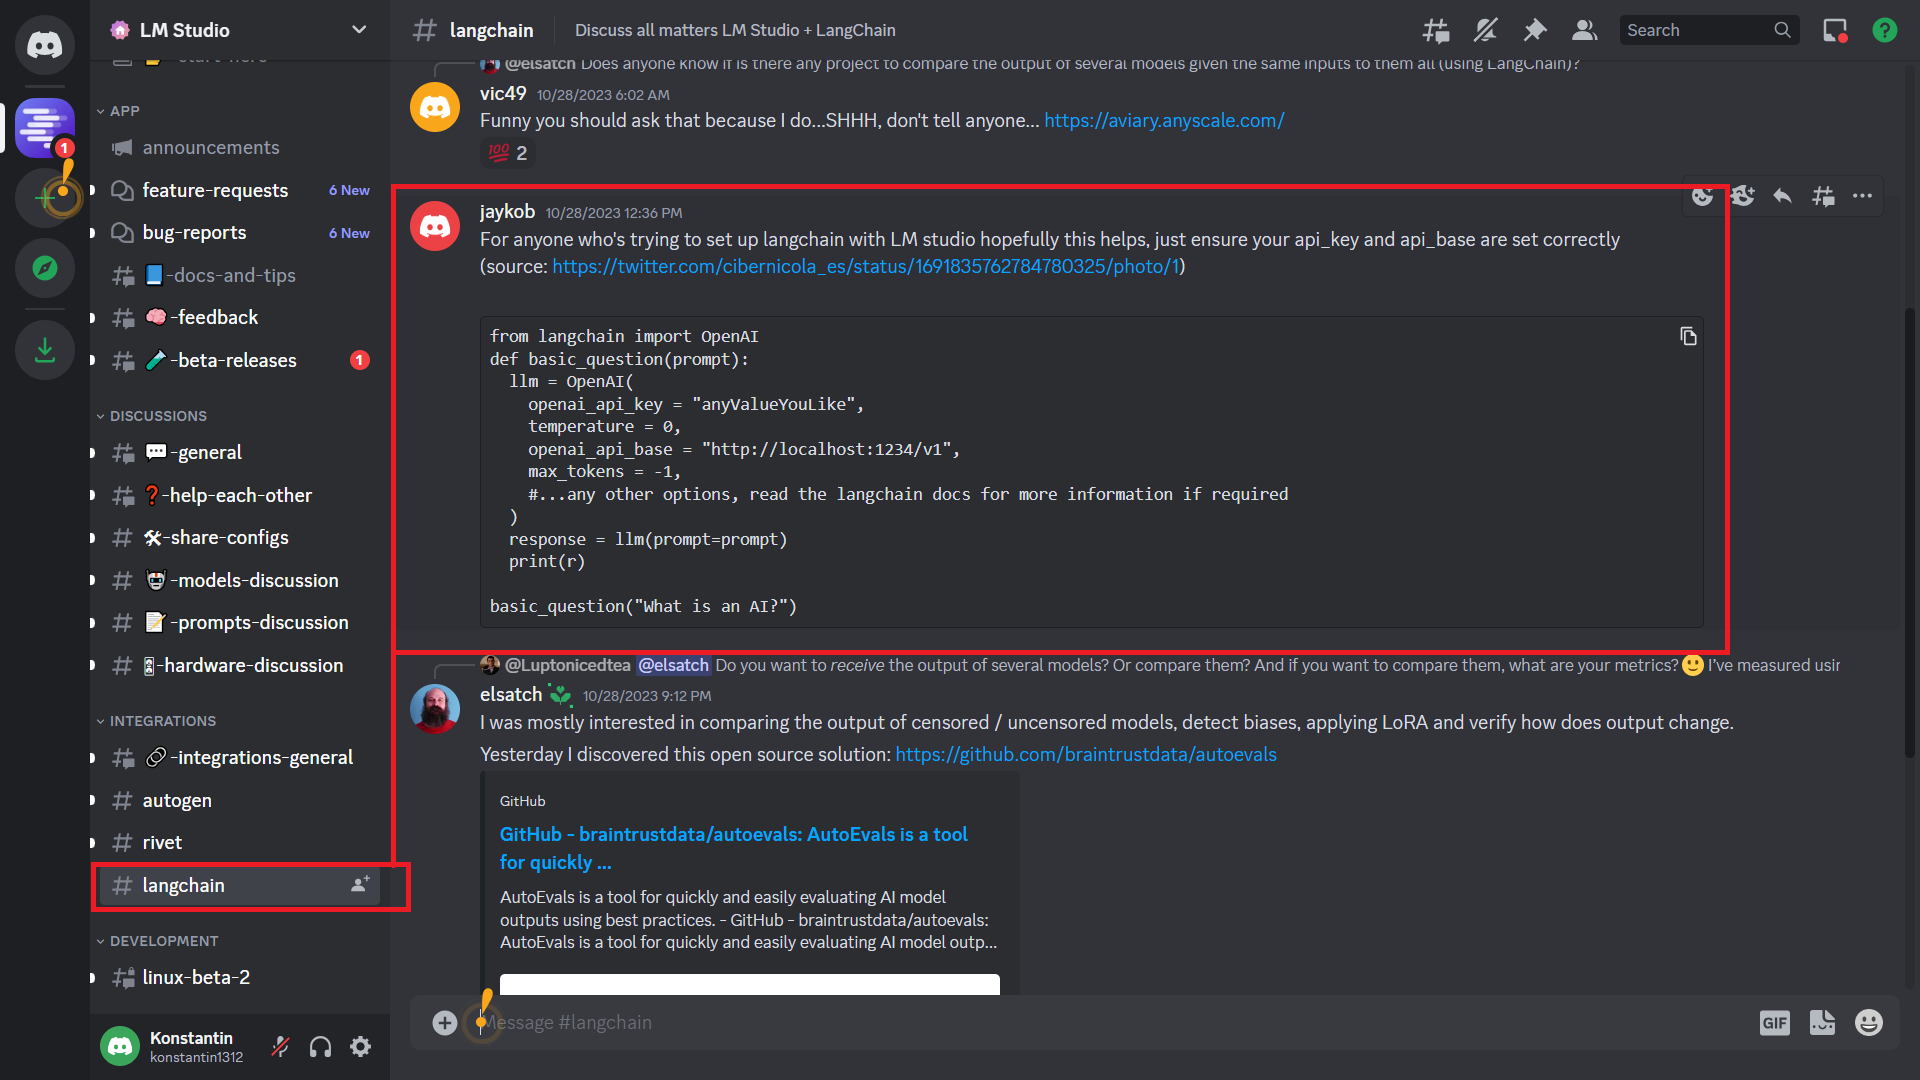 LM Studio
start-here
APP
announcements
feature-requests 6 New
bug-reports 6 New
-docs-and-tips
-feedback
-beta-releases 1
DISCUSSIONS
-general
-help-each-other
-share-configs
-models-discussion
-prompts-discussion
-hardware-discussion
INTEGRATIONS
-integrations-general
autogen
rivet
langchain
DEVELOPMENT
linux-beta-2
Konstantin
konstantin1312
1
langchain Discuss all matters LM Studio + LangChain
Search
@elsatch Does anyone know if is there any project to compare the output of several models given the same inputs to them all (using LangChain)?
vic49 10/28/2023 6:02 AM
Funny you should ask that because I do...SHHH, don't tell anyone... https://aviary.anyscale.com/
100 2
jaykob 10/28/2023 12:36 PM
For anyone who's trying to set up langchain with LM studio hopefully this helps, just ensure your api_key and api_base are set correctly
(source: https://twitter.com/cibernicola_es/status/1691835762784780325/photo/1)
from langchain import OpenAI
def basic_question(prompt):
  llm = OpenAI(
    openai_api_key = "anyValueYouLike",
    temperature = 0,
    openai_api_base = "http://localhost:1234/v1",
    max_tokens = -1,
    #...any other options, read the langchain docs for more information if required
  )
  response = llm(prompt=prompt)
  print(r)
basic_question("What is an AI?")
@Luptonicedtea @elsatch Do you want to receive the output of several models? Or compare them? And if you want to compare them, what are your metrics? 🙂 I've measured usin
elsatch 10/28/2023 9:12 PM
I was mostly interested in comparing the output of censored / uncensored models, detect biases, applying LoRA and verify how does output change.
Yesterday I discovered this open source solution: https://github.com/braintrustdata/autoevals
GitHub
GitHub - braintrustdata/autoevals: AutoEvals is a tool
for quickly ...
AutoEvals is a tool for quickly and easily evaluating AI model
outputs using best practices. - GitHub - braintrustdata/autoevals:
AutoEvals is a tool for quickly and easily evaluating AI model outp...
Message #langchain
GIF